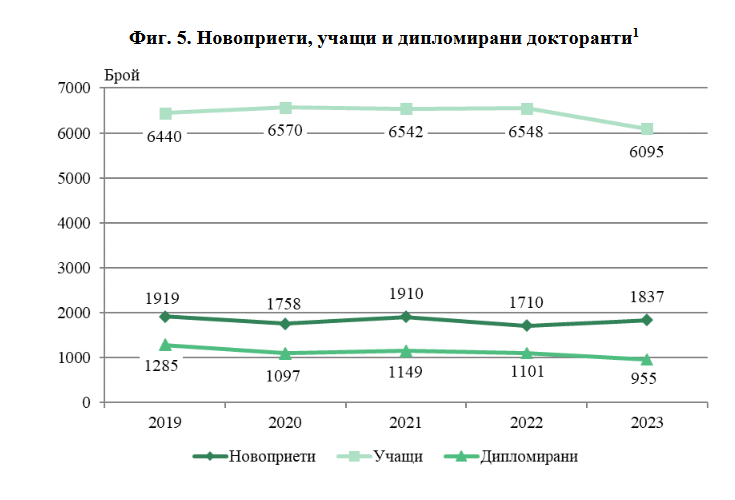 Фиг. 5. Новоприети, учащи и дипломирани докторанти¹
Брой
7000
6000
5000
4000
3000
2000
1000
0
6440 6570 6542 6548 6095
1919 1758 1910 1710 1837
1285 1097 1149 1101 955
2019 2020 2021 2022 2023
Новоприети Учащи Дипломирани